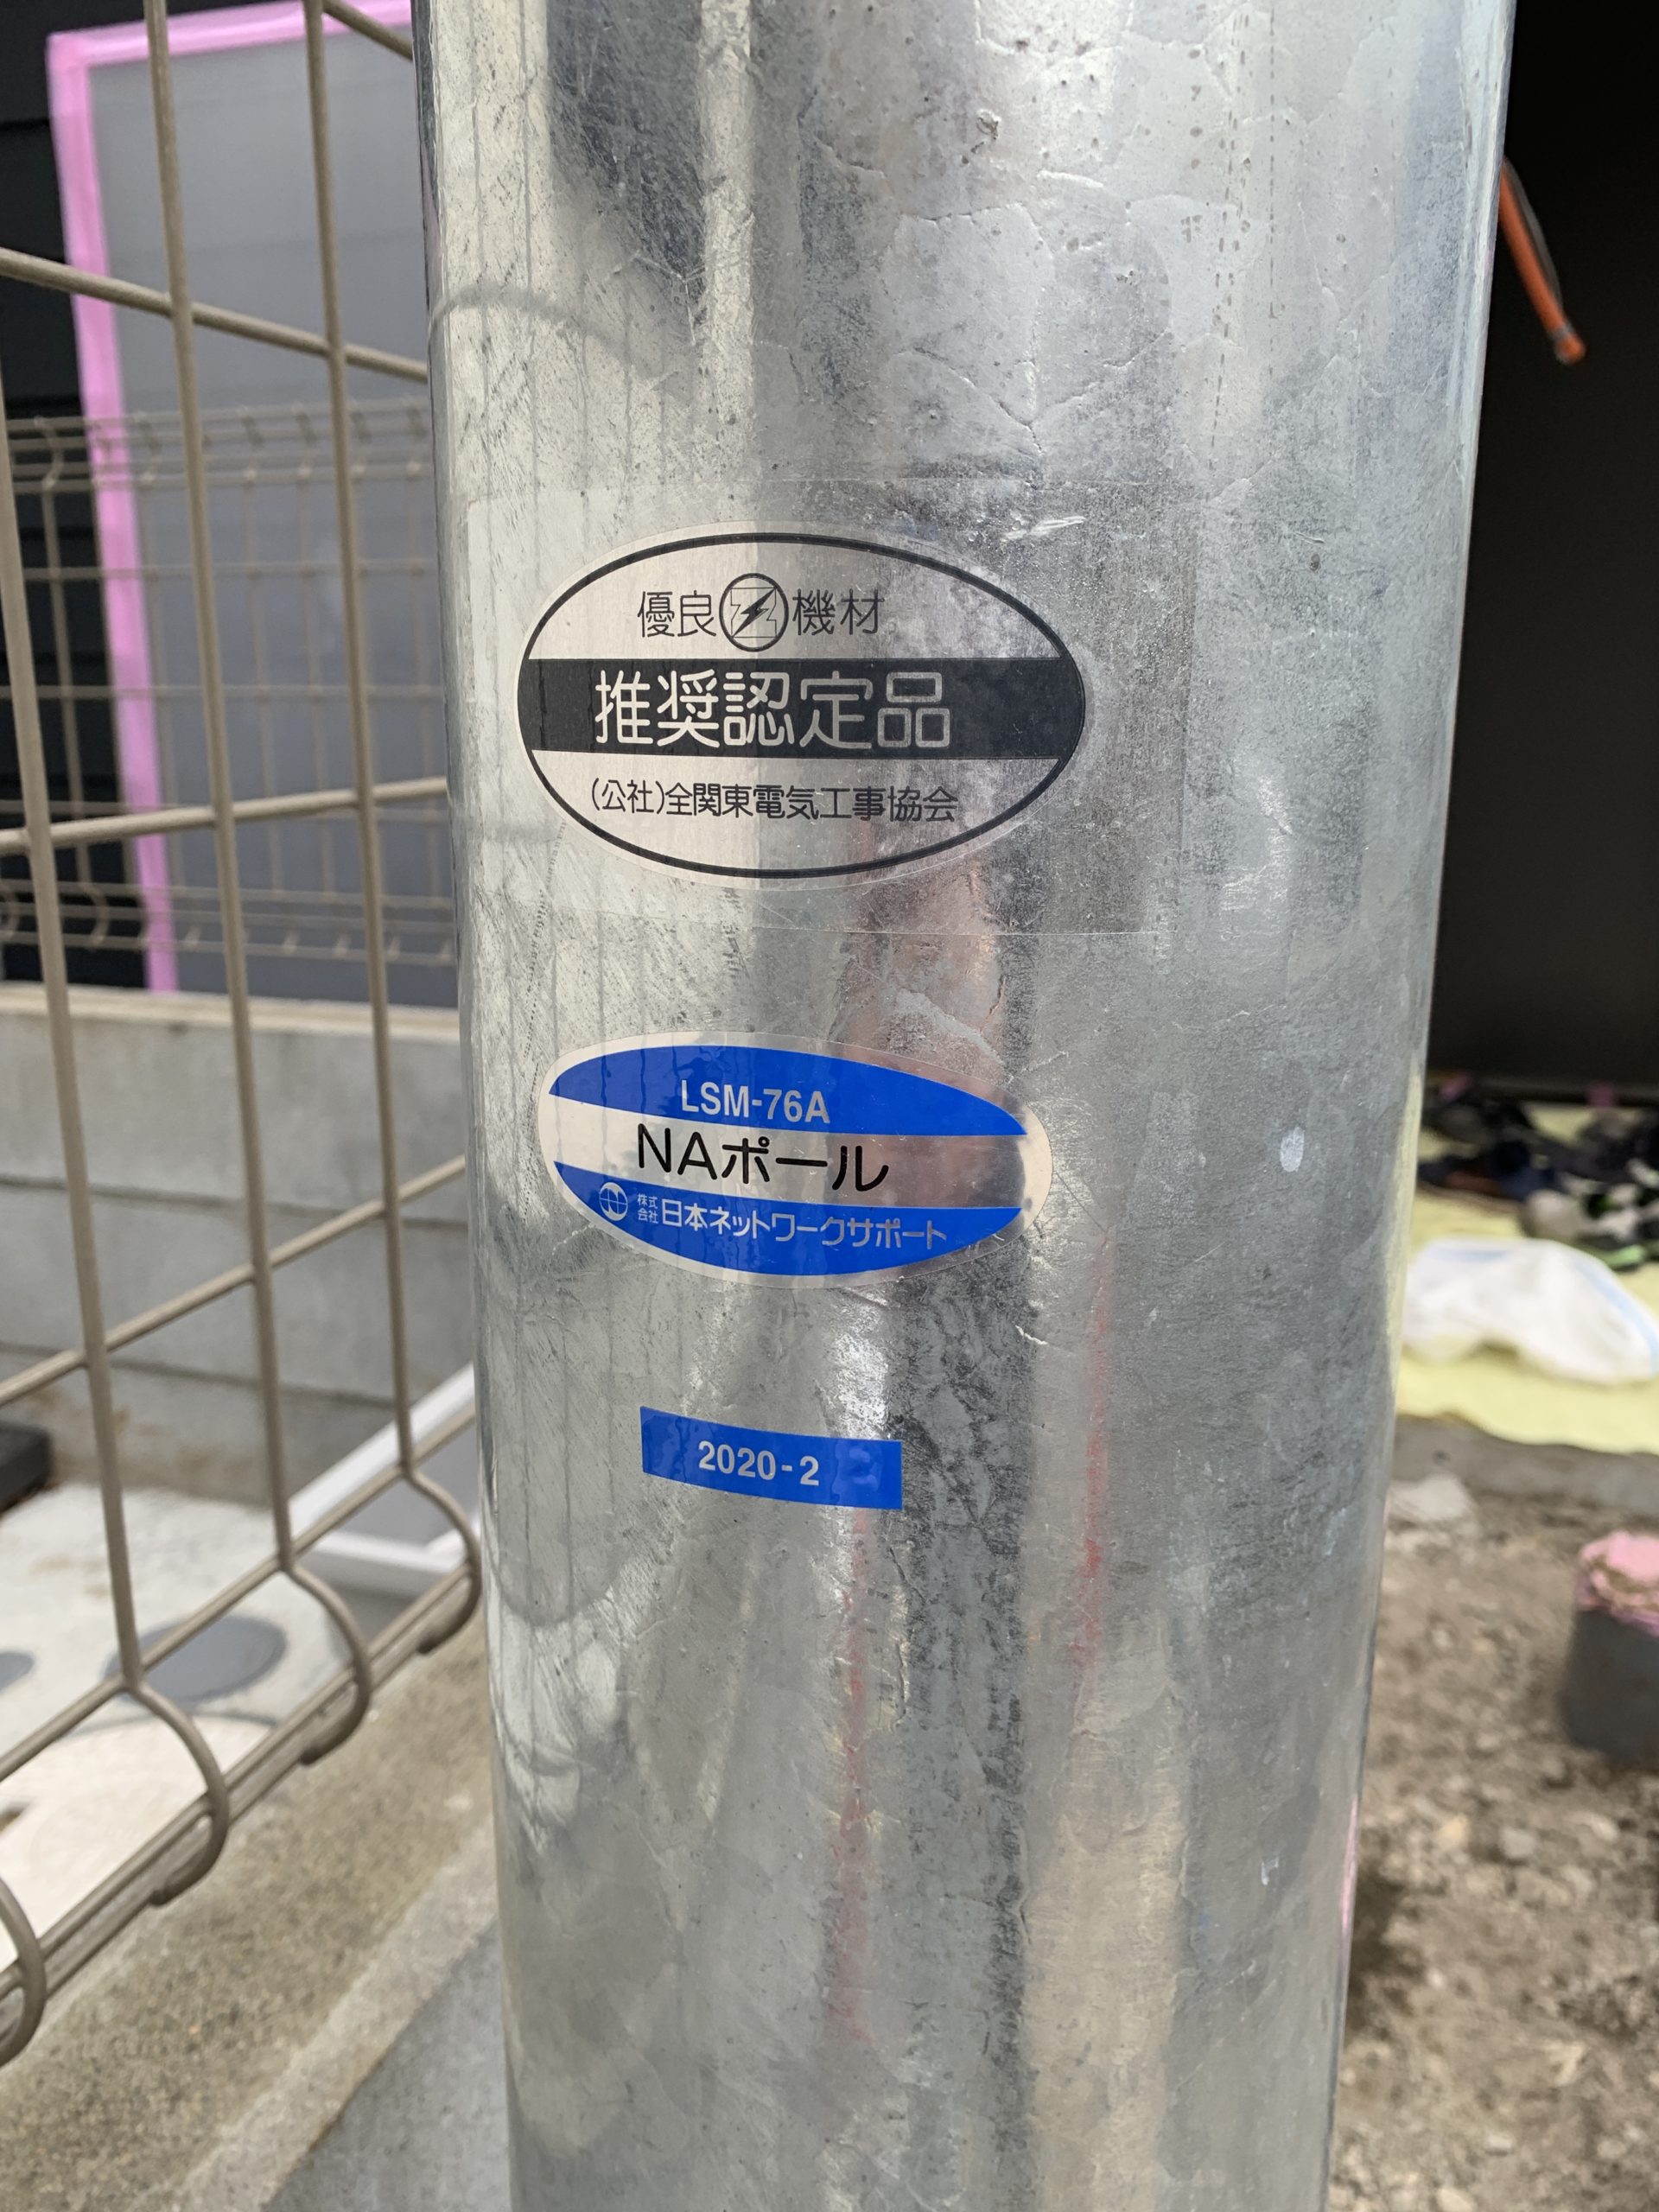 優良 機材
推奨認定品
(公社)全関東電気工事協会
LSM-76A
NAポール
株式会社 日本ネットワークサポート
2020-2